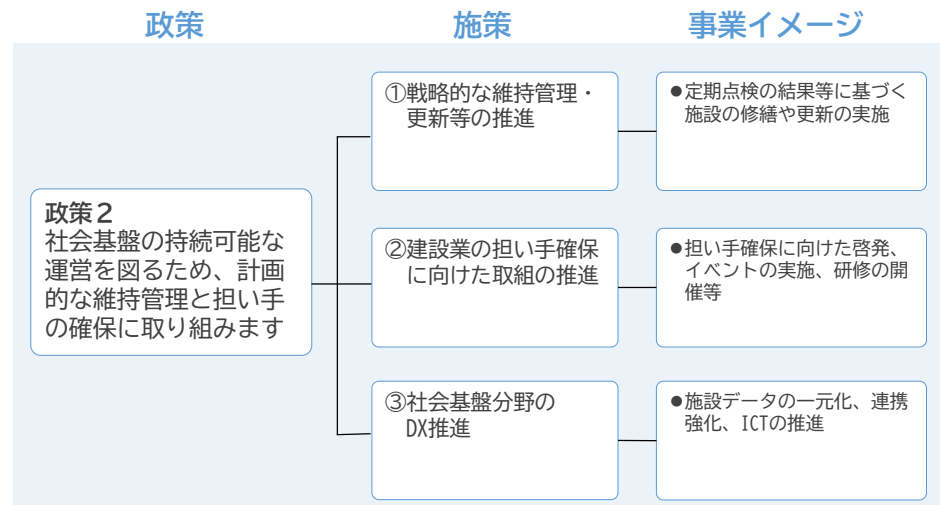 政策
施策
事業イメージ
政策2
社会基盤の持続可能な
運営を図るため、計画
的な維持管理と担い手
の確保に取り組みます
①戦略的な維持管理・
更新等の推進
●定期点検の結果等に基づく
施設の修繕や更新の実施
②建設業の担い手確保
に向けた取組の推進
●担い手確保に向けた啓発、
イベントの実施、研修の開
催等
③社会基盤分野の
DX推進
●施設データの一元化、連携
強化、ICTの推進